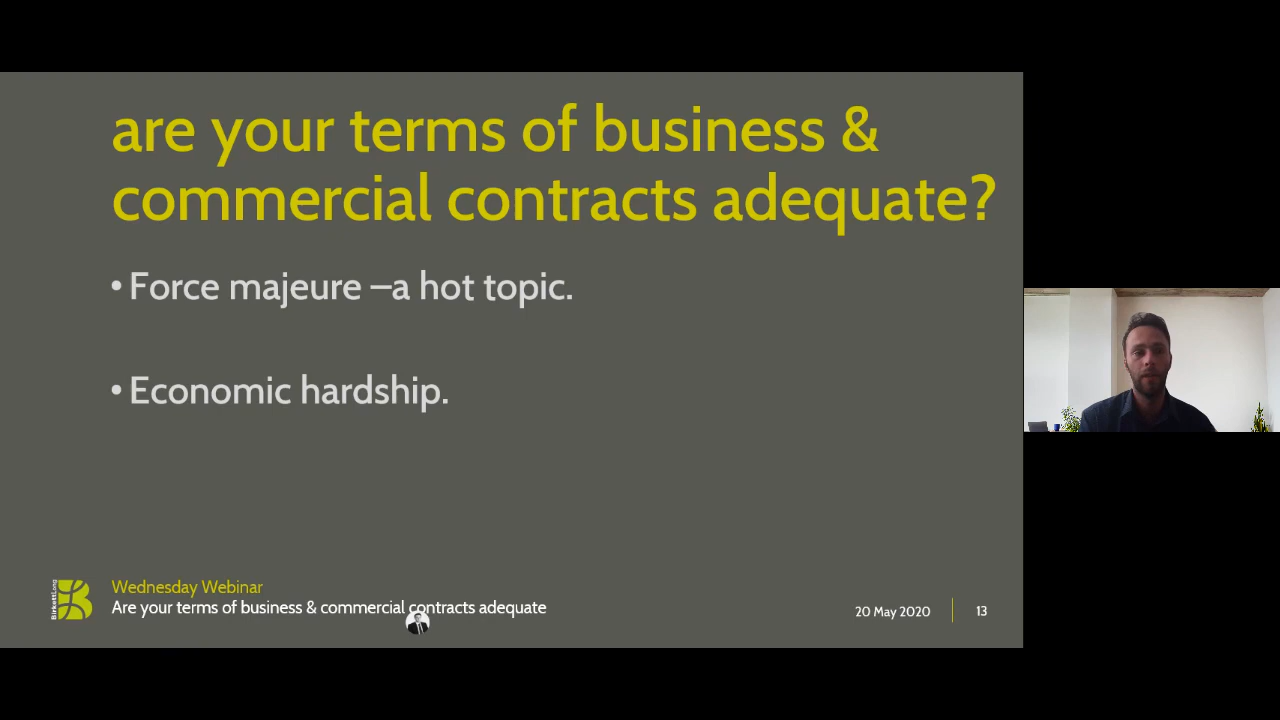 are your terms of business &
commercial contracts adequate?
• Force majeure –a hot topic.
• Economic hardship.
BirkettLong
Wednesday Webinar
Are your terms of business & commercial contracts adequate
20 May 2020
13